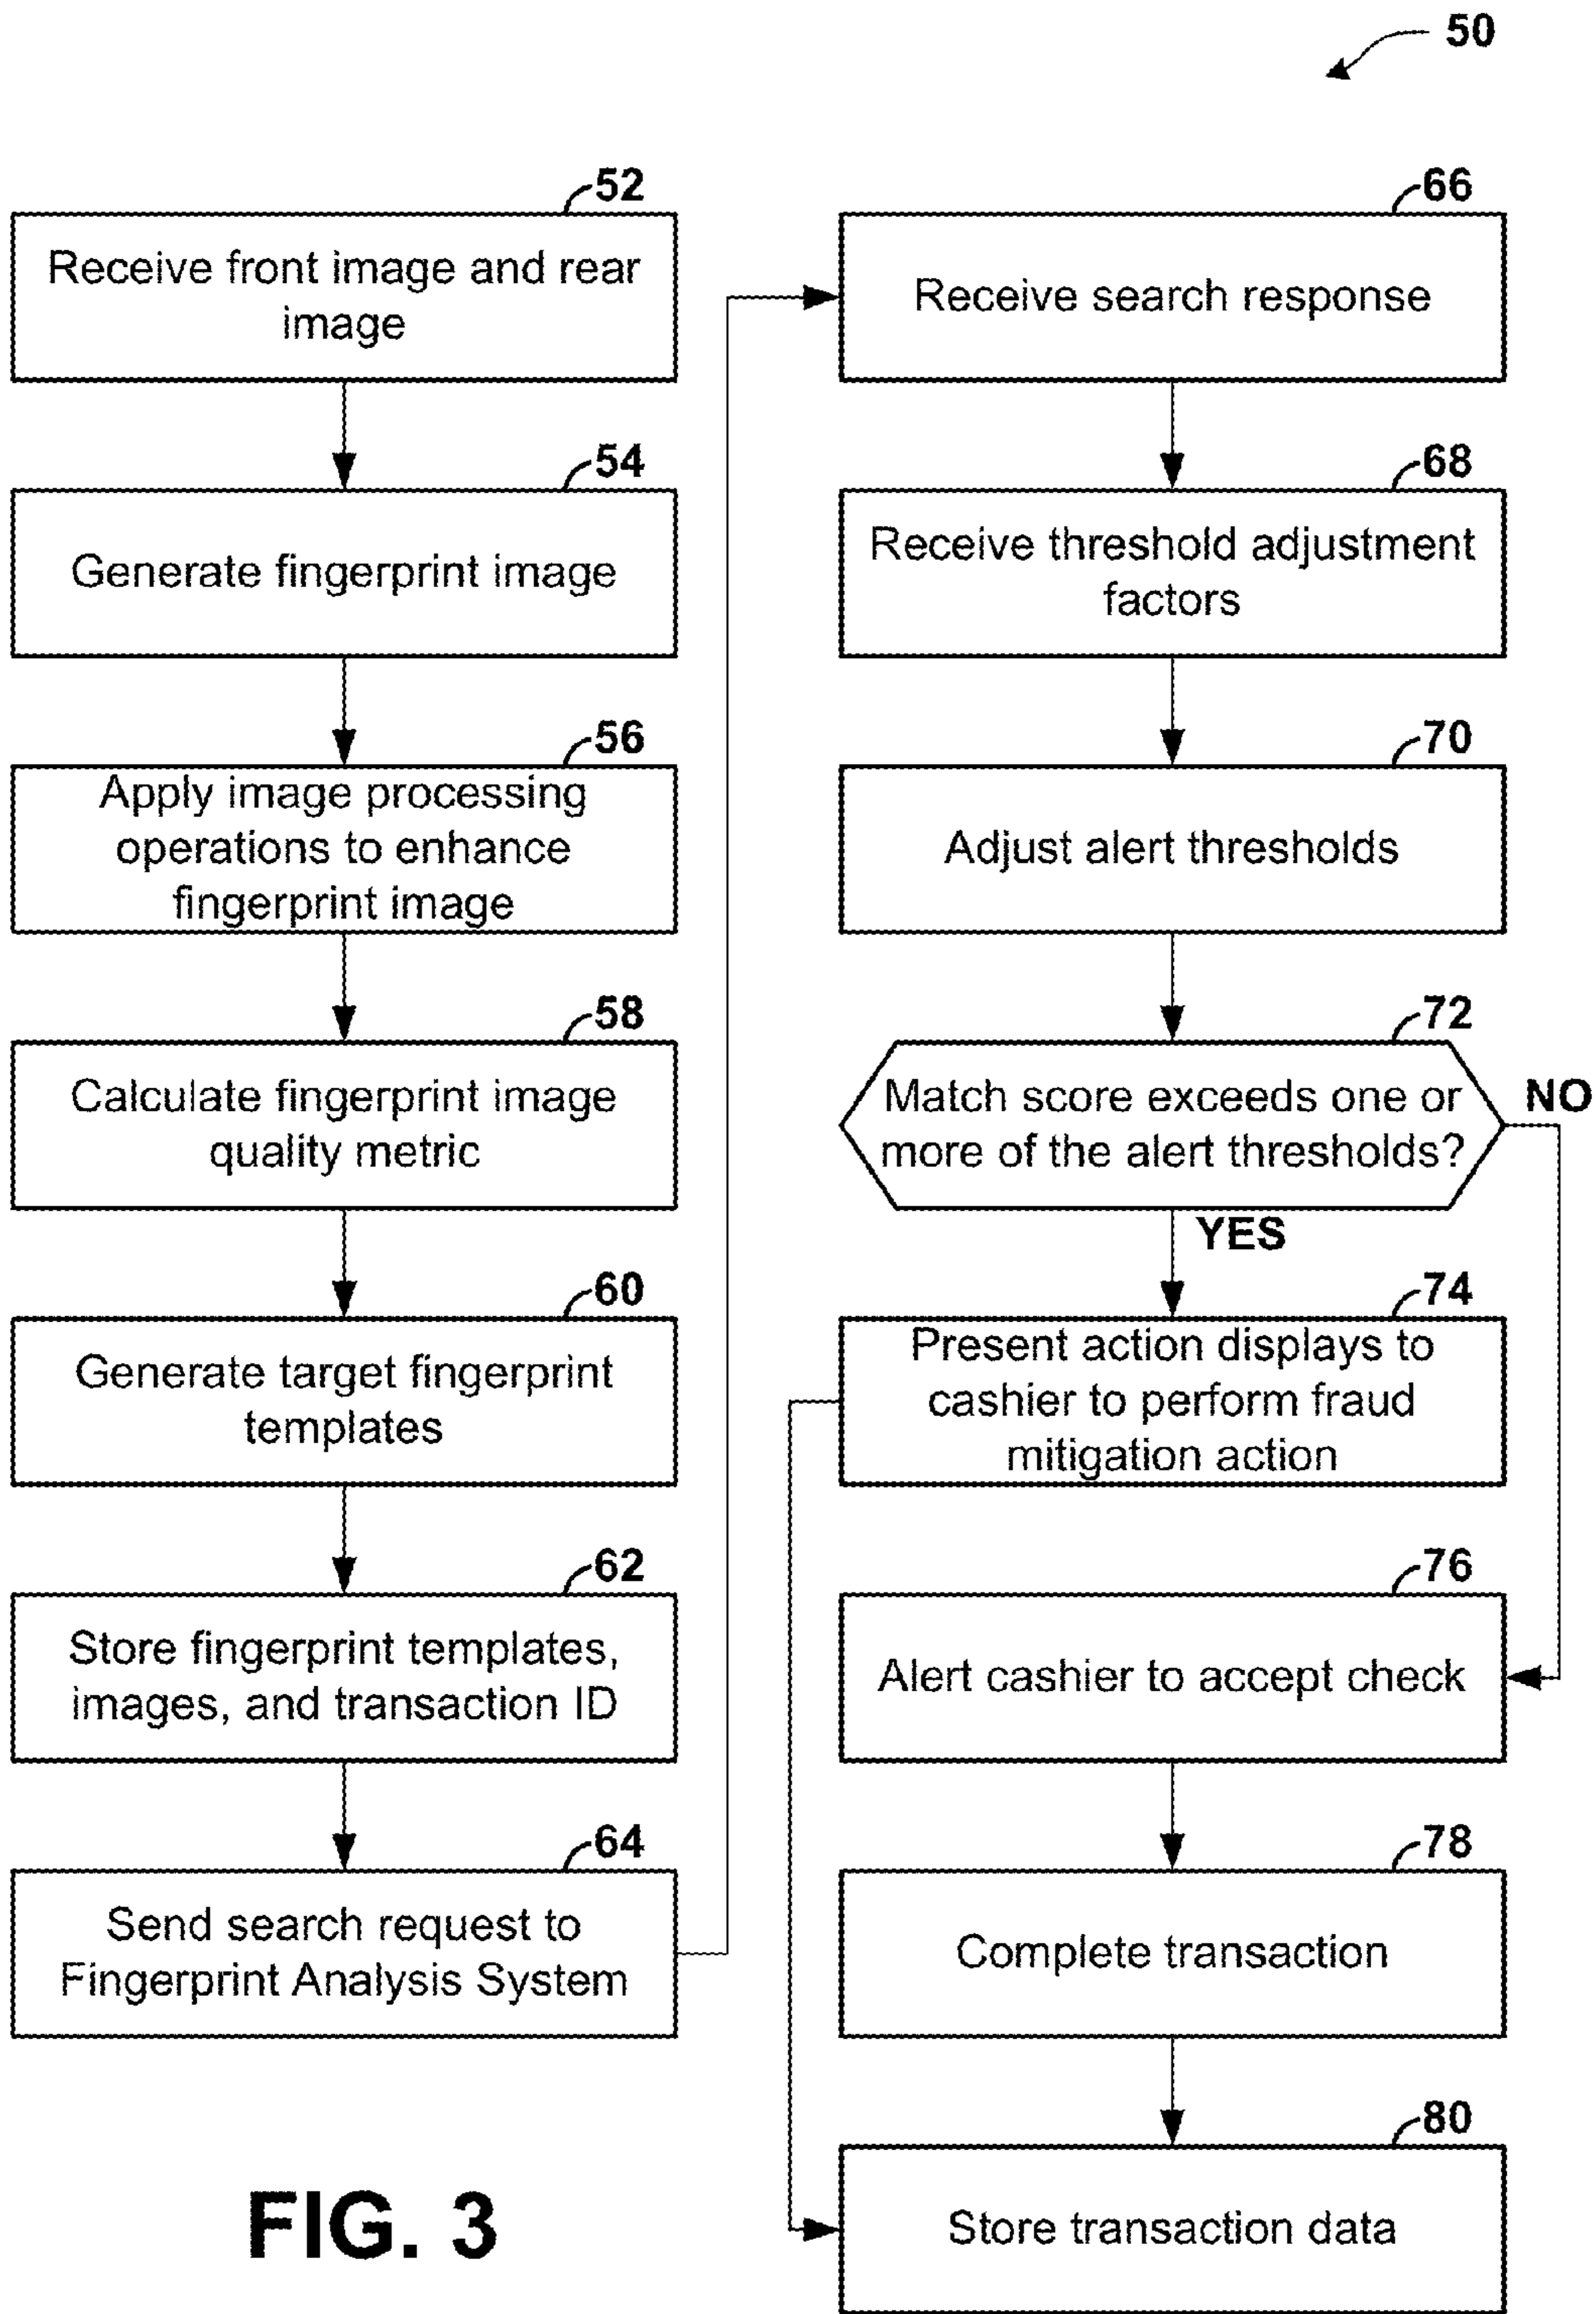 50
52
Receive front image and rear
image
54
Generate fingerprint image
56
Apply image processing
operations to enhance
fingerprint image
58
Calculate fingerprint image
quality metric
60
Generate target fingerprint
templates
62
Store fingerprint templates,
images, and transaction ID
64
Send search request to
Fingerprint Analysis System
66
Receive search response
68
Receive threshold adjustment
factors
70
Adjust alert thresholds
72
Match score exceeds one or
more of the alert thresholds?
NO
YES
74
Present action displays to
cashier to perform fraud
mitigation action
76
Alert cashier to accept check
78
Complete transaction
80
Store transaction data
FIG. 3